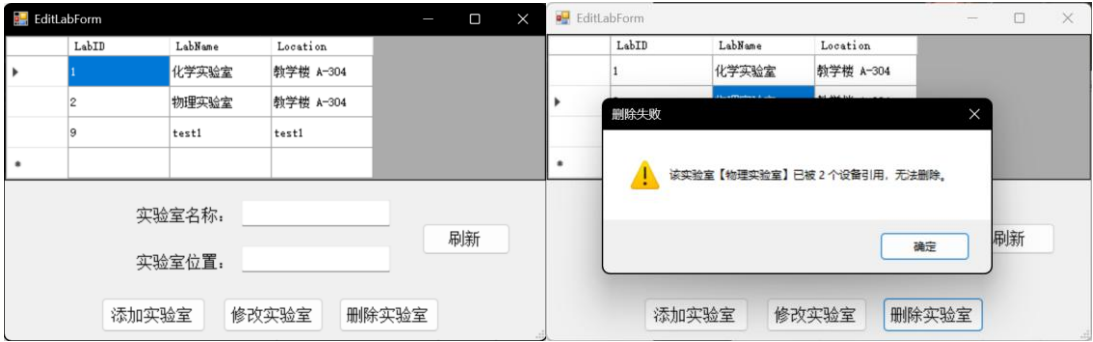 EditLabForm
LabID LabName Location
1 化学实验室 教学楼 A-304
2 物理实验室 教学楼 A-304
9 test1 test1
实验室名称：
实验室位置：
刷新
添加实验室 修改实验室 删除实验室
EditLabForm
LabID LabName Location
1 化学实验室 教学楼 A-304
删除失败
该实验室【物理实验室】已被 2 个设备引用，无法删除。
确定
刷新
添加实验室 修改实验室 删除实验室